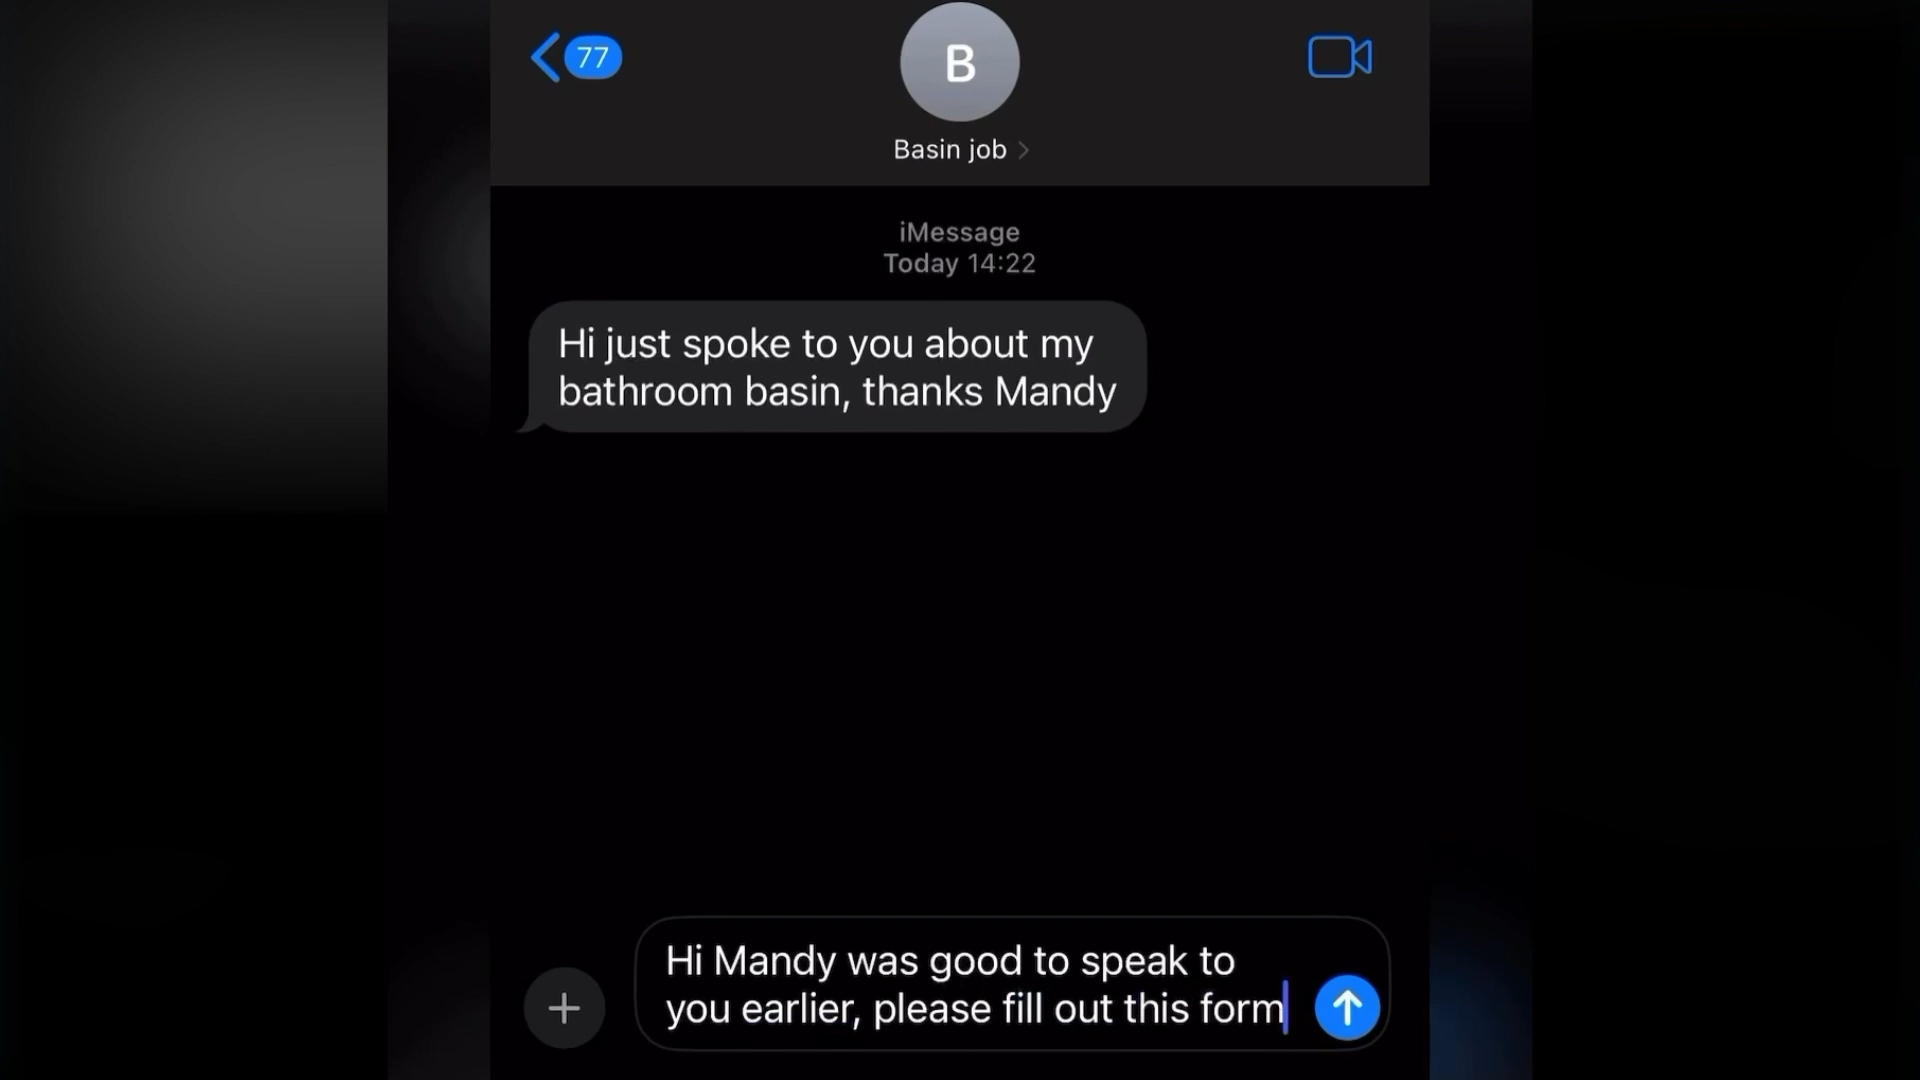 77
B
Basin job
iMessage
Today 14:22
Hi just spoke to you about my
bathroom basin, thanks Mandy
Hi Mandy was good to speak to
you earlier, please fill out this form